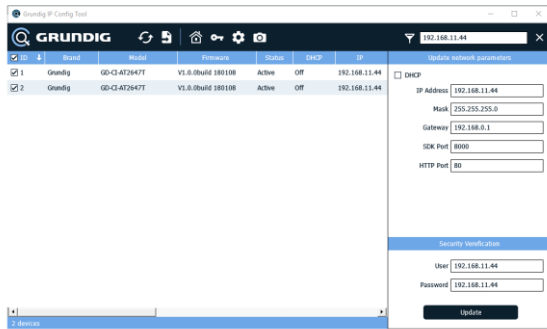 Grundig IP Config Tool
GRUNDIG
192.168.11.44
ID Brand Model Firmware Status DHCP IP
1 Grundig GD-CI-AT2647T V1.0.0build 180108 Active Off 192.168.11.44
2 Grundig GD-CI-AT2647T V1.0.0build 180108 Active Off 192.168.11.44
2 devices
Update network parameters
DHCP
IP Address 192.168.11.44
Mask 255.255.255.0
Gateway 192.168.0.1
SDK Port 8000
HTTP Port 80
Security Verification
User 192.168.11.44
Password 192.168.11.44
Update